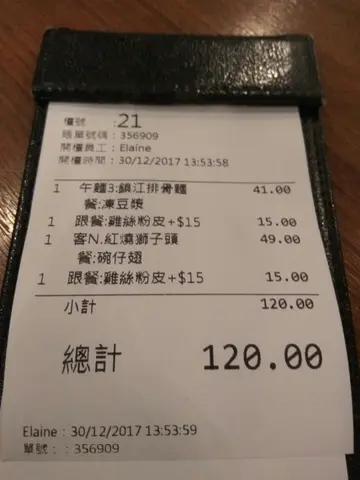 檯號 :21
賬單號碼 : 356909
開檯員工 : Elaine
開檯時間 : 30/12/2017 13:53:58
1 午麵3:鎮江排骨麵 41.00
餐:凍豆漿
1 跟餐:雞絲粉皮+$15 15.00
1 客N.紅燒獅子頭 49.00
餐:碗仔翅
1 跟餐:雞絲粉皮+$15 15.00
小計 120.00
總計 120.00
Elaine : 30/12/2017 13:53:59
單號 : : 356909